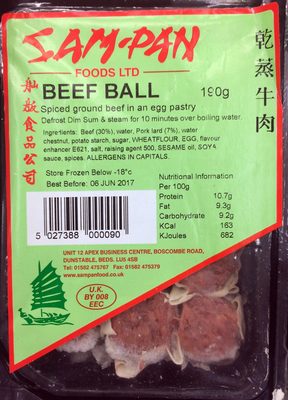 SAM-PAN
FOODS LTD
BEEF BALL 190g
Spiced ground beef in an egg pastry
Defrost Dim Sum & steam for 10 minutes over boiling water.
Ingrtients: Beef (30%), water, Pork lard (7%), water
chestnut, potato starch, sugar, WHEATFLOUR, EGG, flavour
enhancer E621, salt, raising agent 500, SESAME oil, SOYA
sauce, spices. ALLERGENS IN CAPITALS.
Store Frozen Below -18°c
Best Before: 06 JUN 2017
Nutritional Information
Per 100g
Protein 10.7g
Fat 9.3g
Carbohydrate 9.2g
KCal 163
KJoules 682
5 027388 000090
UNIT 12 APEX BUSINESS CENTRE, BOSCOMBE ROAD,
DUNSTABLE, BEDS. LU5 4SB
Tel: 01582 475767 Fax: 01582 475379
www.sampanfood.co.uk
U.K.
BY 008
EEC
舢舨食品公司
乾蒸牛肉